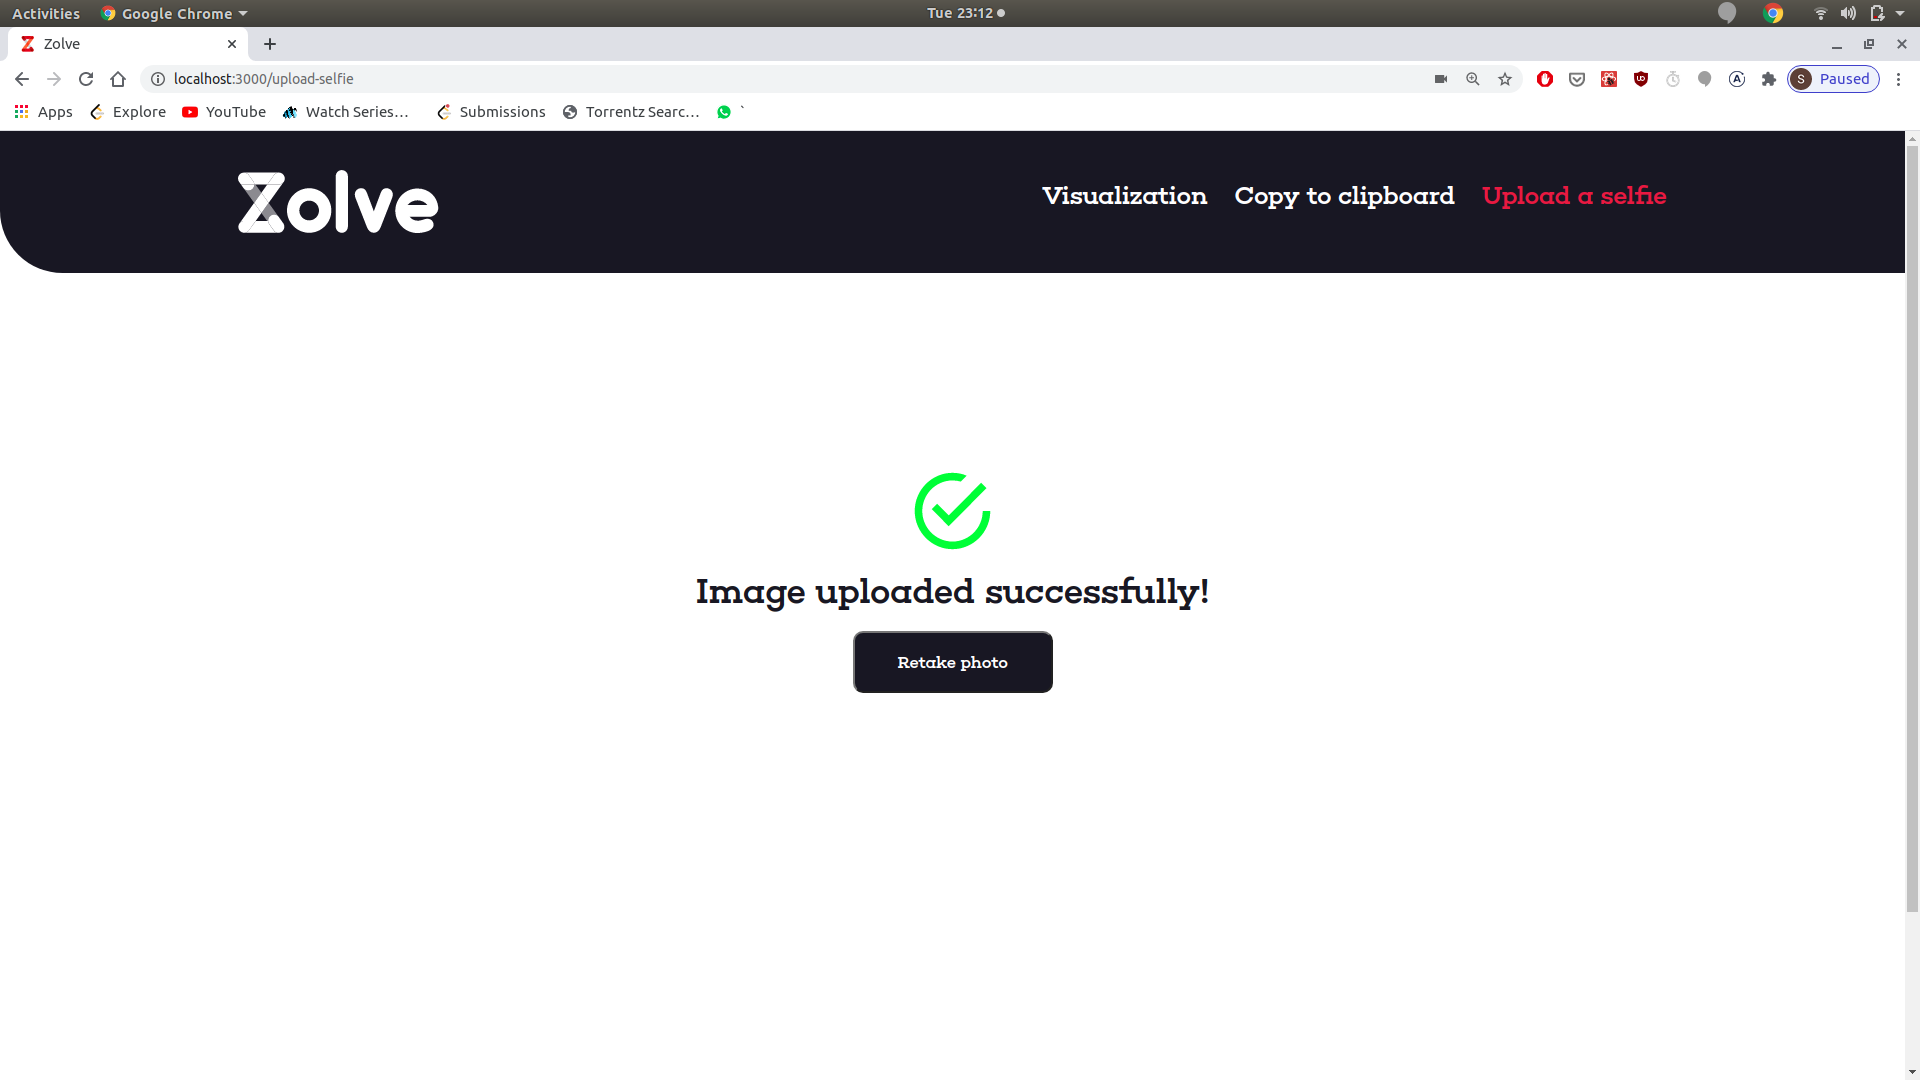 Activities Google Chrome Tue 23:12
Zolve
localhost:3000/upload-selfie S Paused
Apps Explore YouTube Watch Series... Submissions Torrentz Searc... `
Zolve Visualization Copy to clipboard Upload a selfie
Image uploaded successfully!
Retake photo